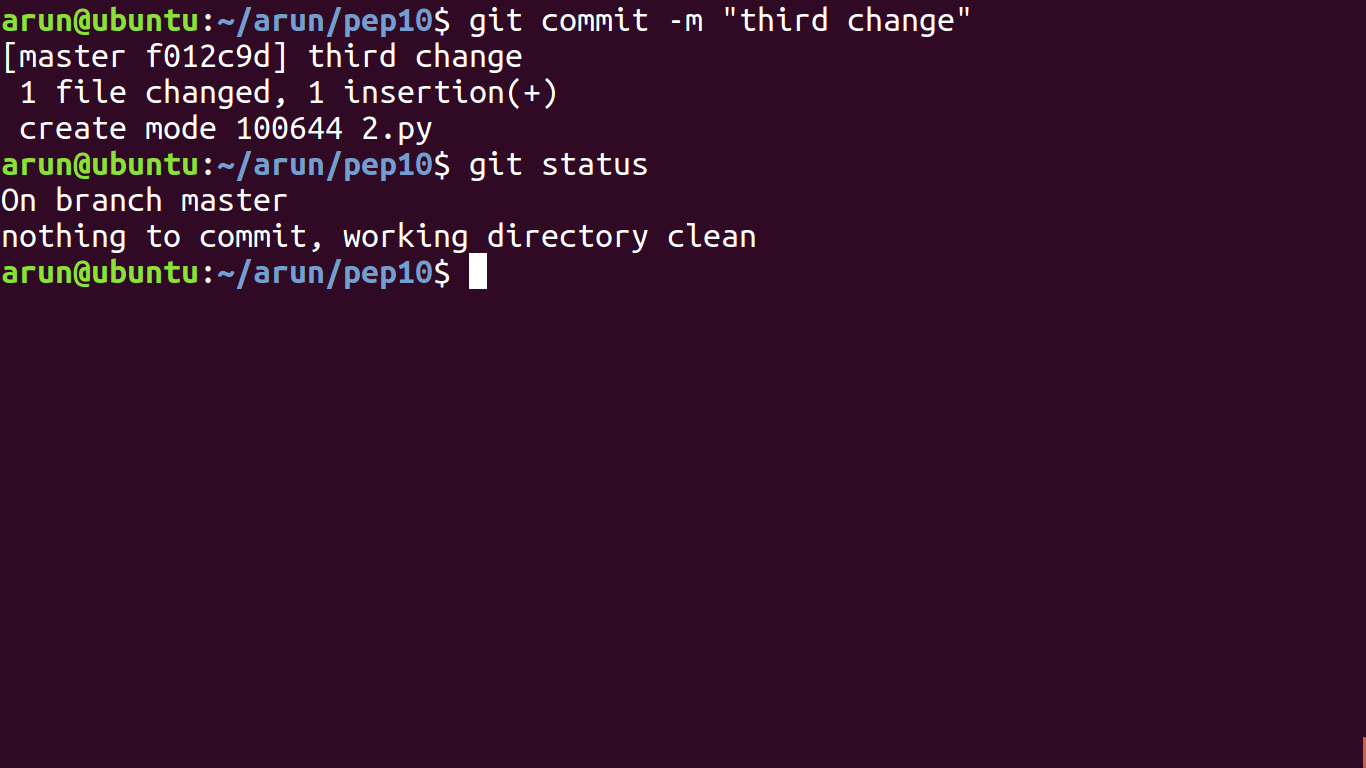 arun@ubuntu:~/arun/pep10$ git commit -m "third change"
[master f012c9d] third change
 1 file changed, 1 insertion(+)
 create mode 100644 2.py
arun@ubuntu:~/arun/pep10$ git status
On branch master
nothing to commit, working directory clean
arun@ubuntu:~/arun/pep10$